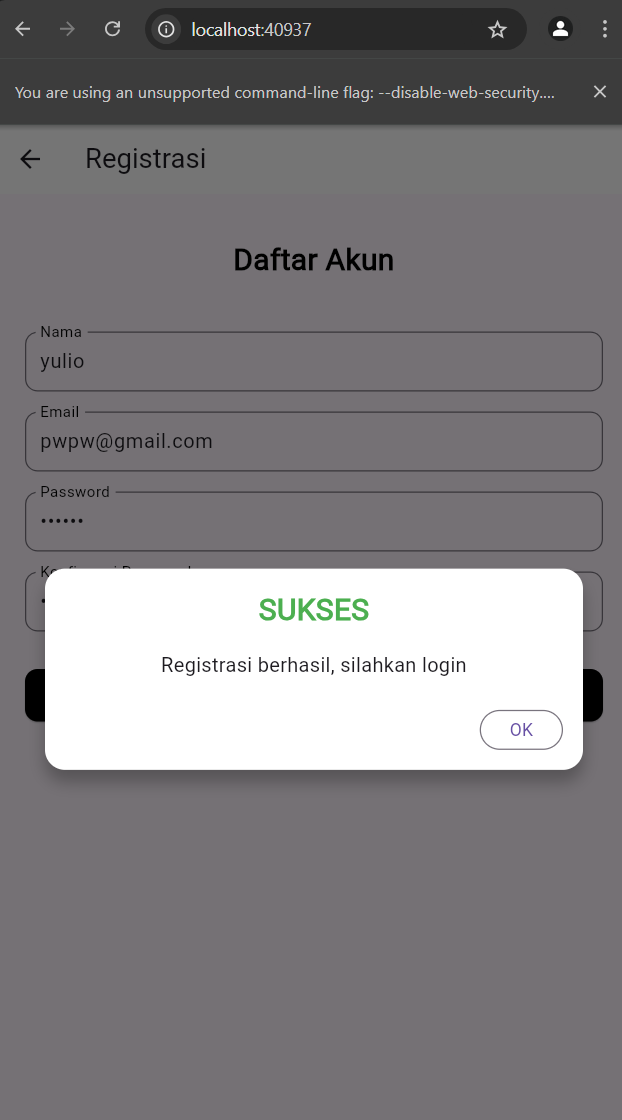 localhost:40937
You are using an unsupported command-line flag: --disable-web-security....
Registrasi
Daftar Akun
Nama
yulio
Email
pwpw@gmail.com
Password
••••••
SUKSES
Registrasi berhasil, silahkan login
OK